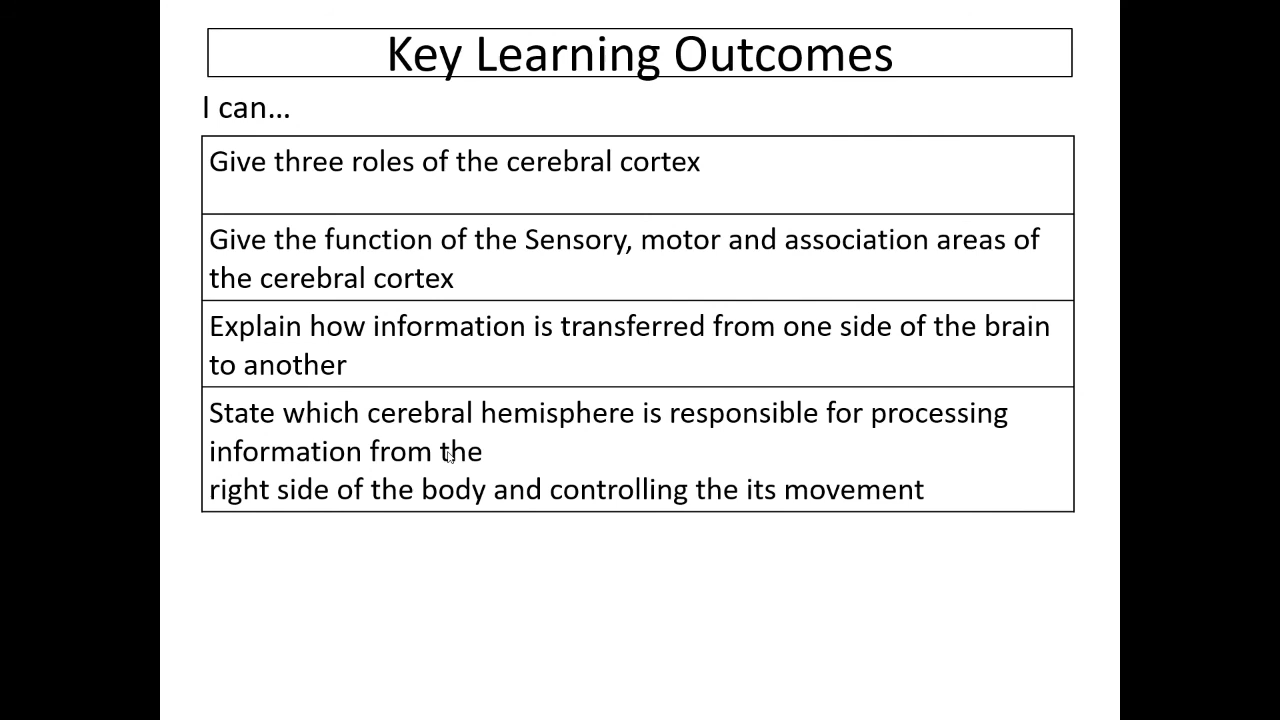 Key Learning Outcomes
I can...
Give three roles of the cerebral cortex
Give the function of the Sensory, motor and association areas of
the cerebral cortex
Explain how information is transferred from one side of the brain
to another
State which cerebral hemisphere is responsible for processing
information from the
right side of the body and controlling the its movement